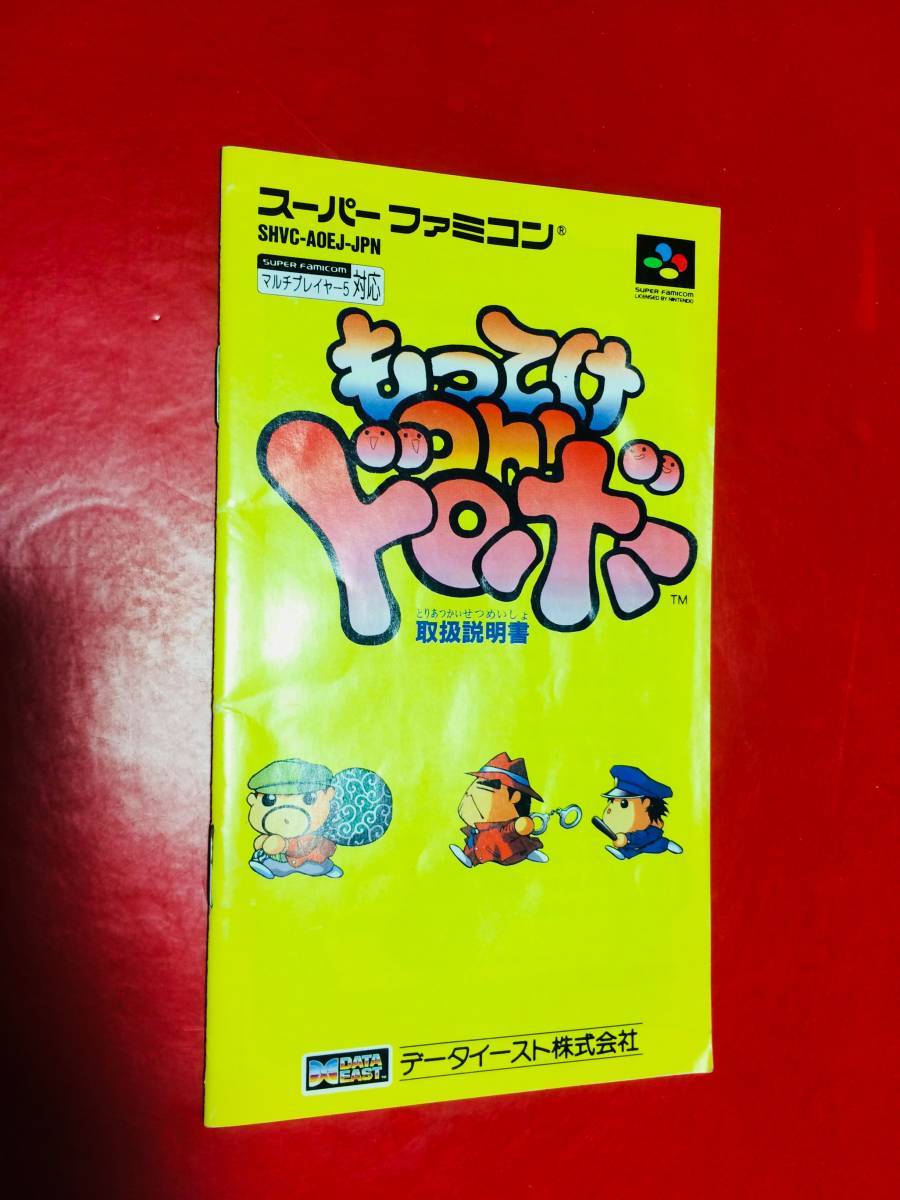 スーパーファミコン®
SHVC-AOEJ-JPN
SUPER FAMICOM
マルチプレイヤー5対応
SUPER FAMICOM
LICENSED BY NINTENDO
もってけ
Oh!
ドロボー
TM
とりあつかいせつめいしょ
取扱説明書
DATA EAST™
データイースト株式会社